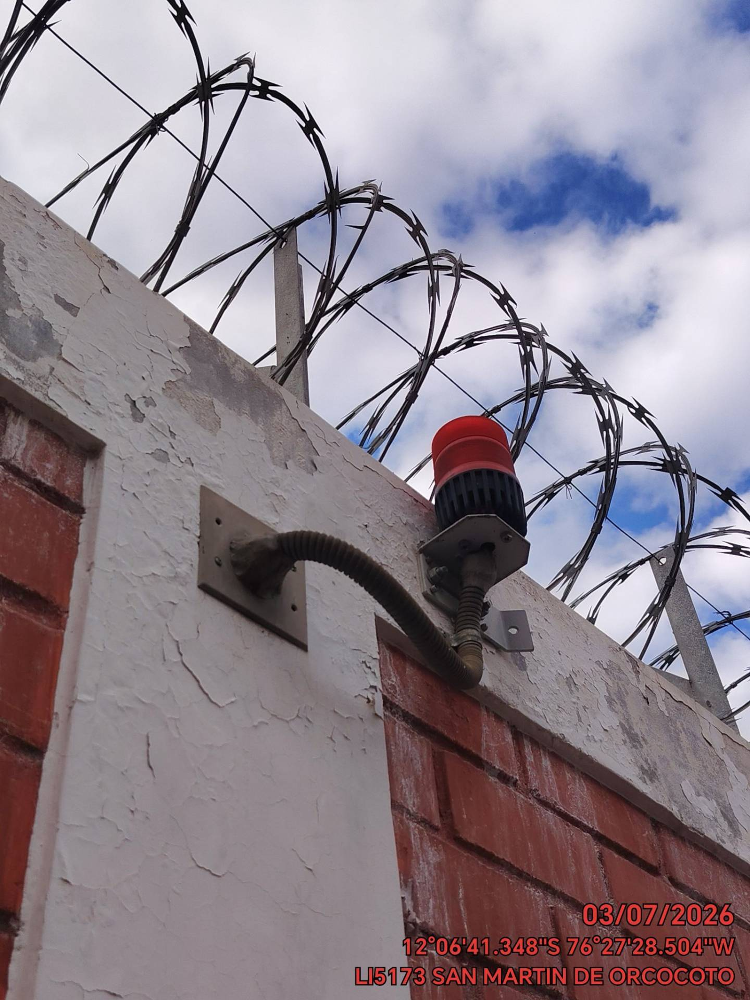 03/07/2026
12°06'41.348"S 76°27'28.504"W
LI5173 SAN MARTIN DE ORCOCOTO